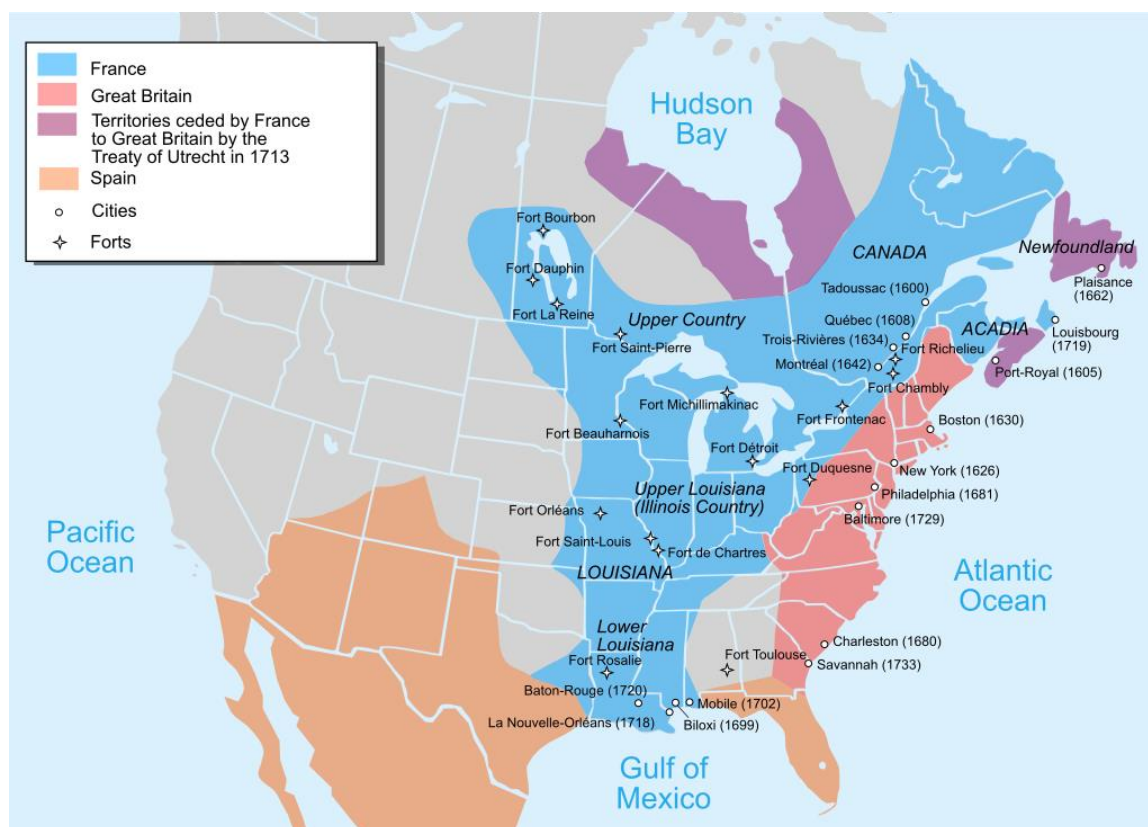 France
Great Britain
Territories ceded by France
to Great Britain by the
Treaty of Utrecht in 1713
Spain
Cities
Forts
Hudson
Bay
Fort Bourbon
Fort Dauphin
Fort La Reine
CANADA
Newfoundland
Plaisance
(1662)
Tadoussac (1600)
Upper Country
Québec (1608)
ACADIA
Louisbourg
(1719)
Fort Saint-Pierre
Trois-Rivières (1634)
Fort Richelieu
Montréal (1642)
Port-Royal (1605)
Fort Chambly
Fort Michillimakinac
Fort Frontenac
Boston (1630)
Fort Beauharnois
Fort Détroit
Fort Duquesne
New York (1626)
Upper Louisiana
(Illinois Country)
Philadelphia (1681)
Fort Orléans
Baltimore (1729)
Pacific
Ocean
Fort Saint-Louis
Fort de Chartres
LOUISIANA
Atlantic
Ocean
Lower
Louisiana
Charleston (1680)
Fort Rosalie
Fort Toulouse
Savannah (1733)
Baton-Rouge (1720)
Mobile (1702)
La Nouvelle-Orléans (1718)
Biloxi (1699)
Gulf of
Mexico